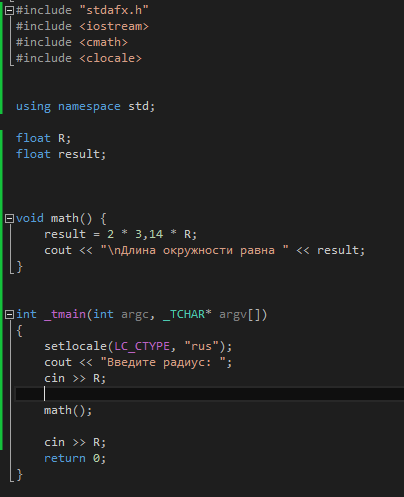 #include "stdafx.h"
#include <iostream>
#include <cmath>
#include <clocale>
using namespace std;
float R;
float result;
void math() {
result = 2 * 3,14 * R;
cout << "\nДлина окружности равна " << result;
}
int _tmain(int argc, _TCHAR* argv[])
{
setlocale(LC_CTYPE, "rus");
cout << "Введите радиус: ";
cin >> R;
math();
cin >> R;
return 0;
}